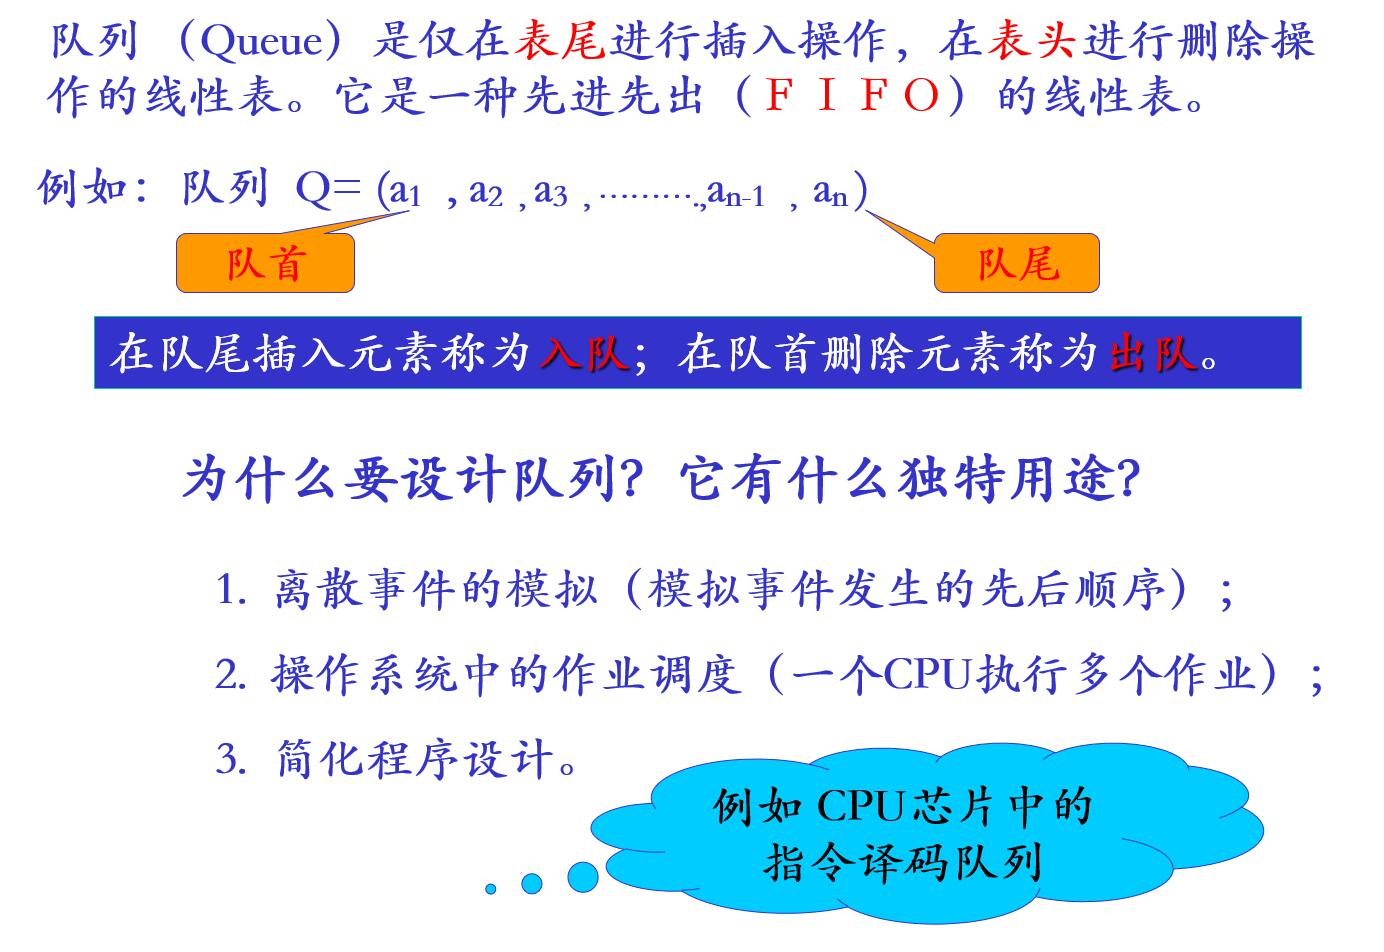 队列 （Queue）是仅在表尾进行插入操作，在表头进行删除操
作的线性表。它是一种先进先出（ＦＩＦＯ）的线性表。
例如：队列 Q= (a1 , a2 , a3 , ……….,an-1 , an )
队首
队尾
在队尾插入元素称为入队；在队首删除元素称为出队。
为什么要设计队列？它有什么独特用途？
1. 离散事件的模拟（模拟事件发生的先后顺序）；
2. 操作系统中的作业调度（一个CPU执行多个作业）；
3. 简化程序设计。
例如 CPU芯片中的
指令译码队列